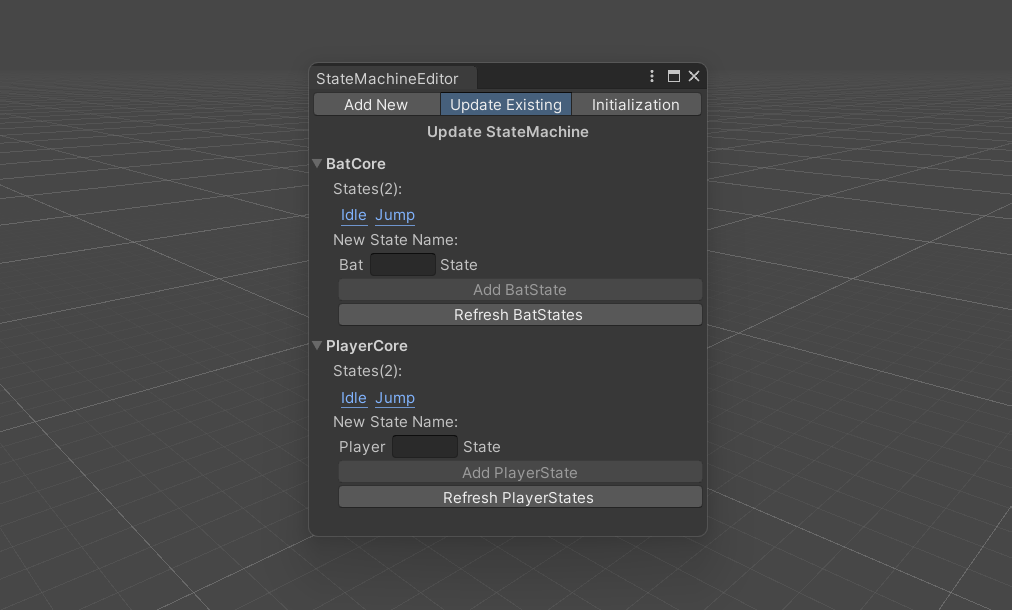 StateMachineEditor
Add New Update Existing Initialization
Update StateMachine
BatCore
States(2):
Idle Jump
New State Name:
Bat State
Add BatState
Refresh BatStates
PlayerCore
States(2):
Idle Jump
New State Name:
Player State
Add PlayerState
Refresh PlayerStates